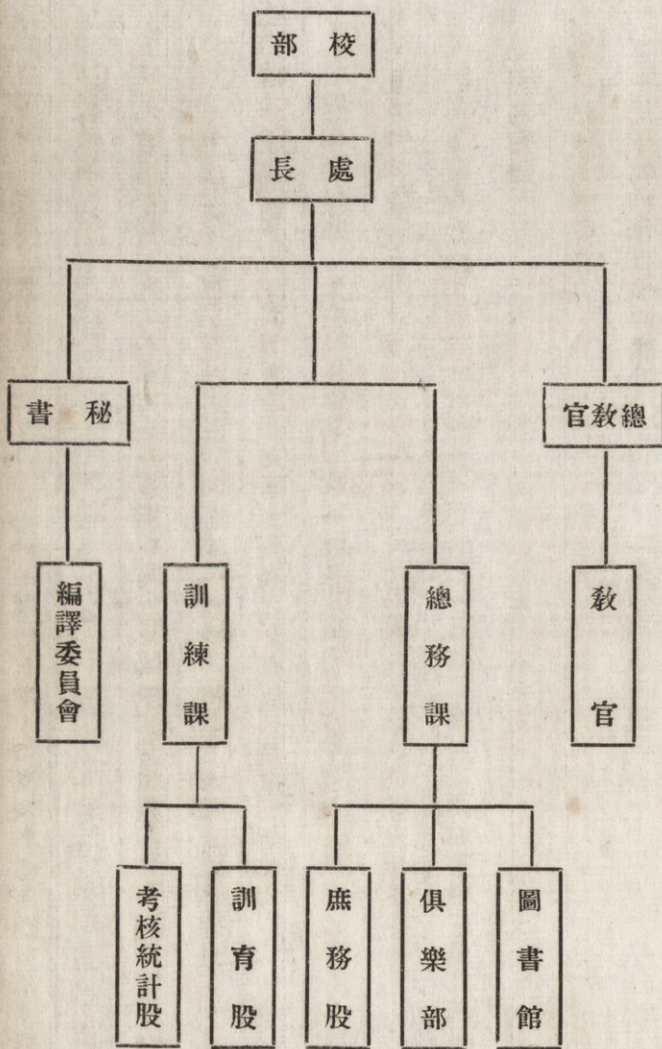 校部
處長
總教官
秘書
教官
總務課
訓練課
編譯委員會
圖書館
俱樂部
庶務股
訓育股
考核統計股